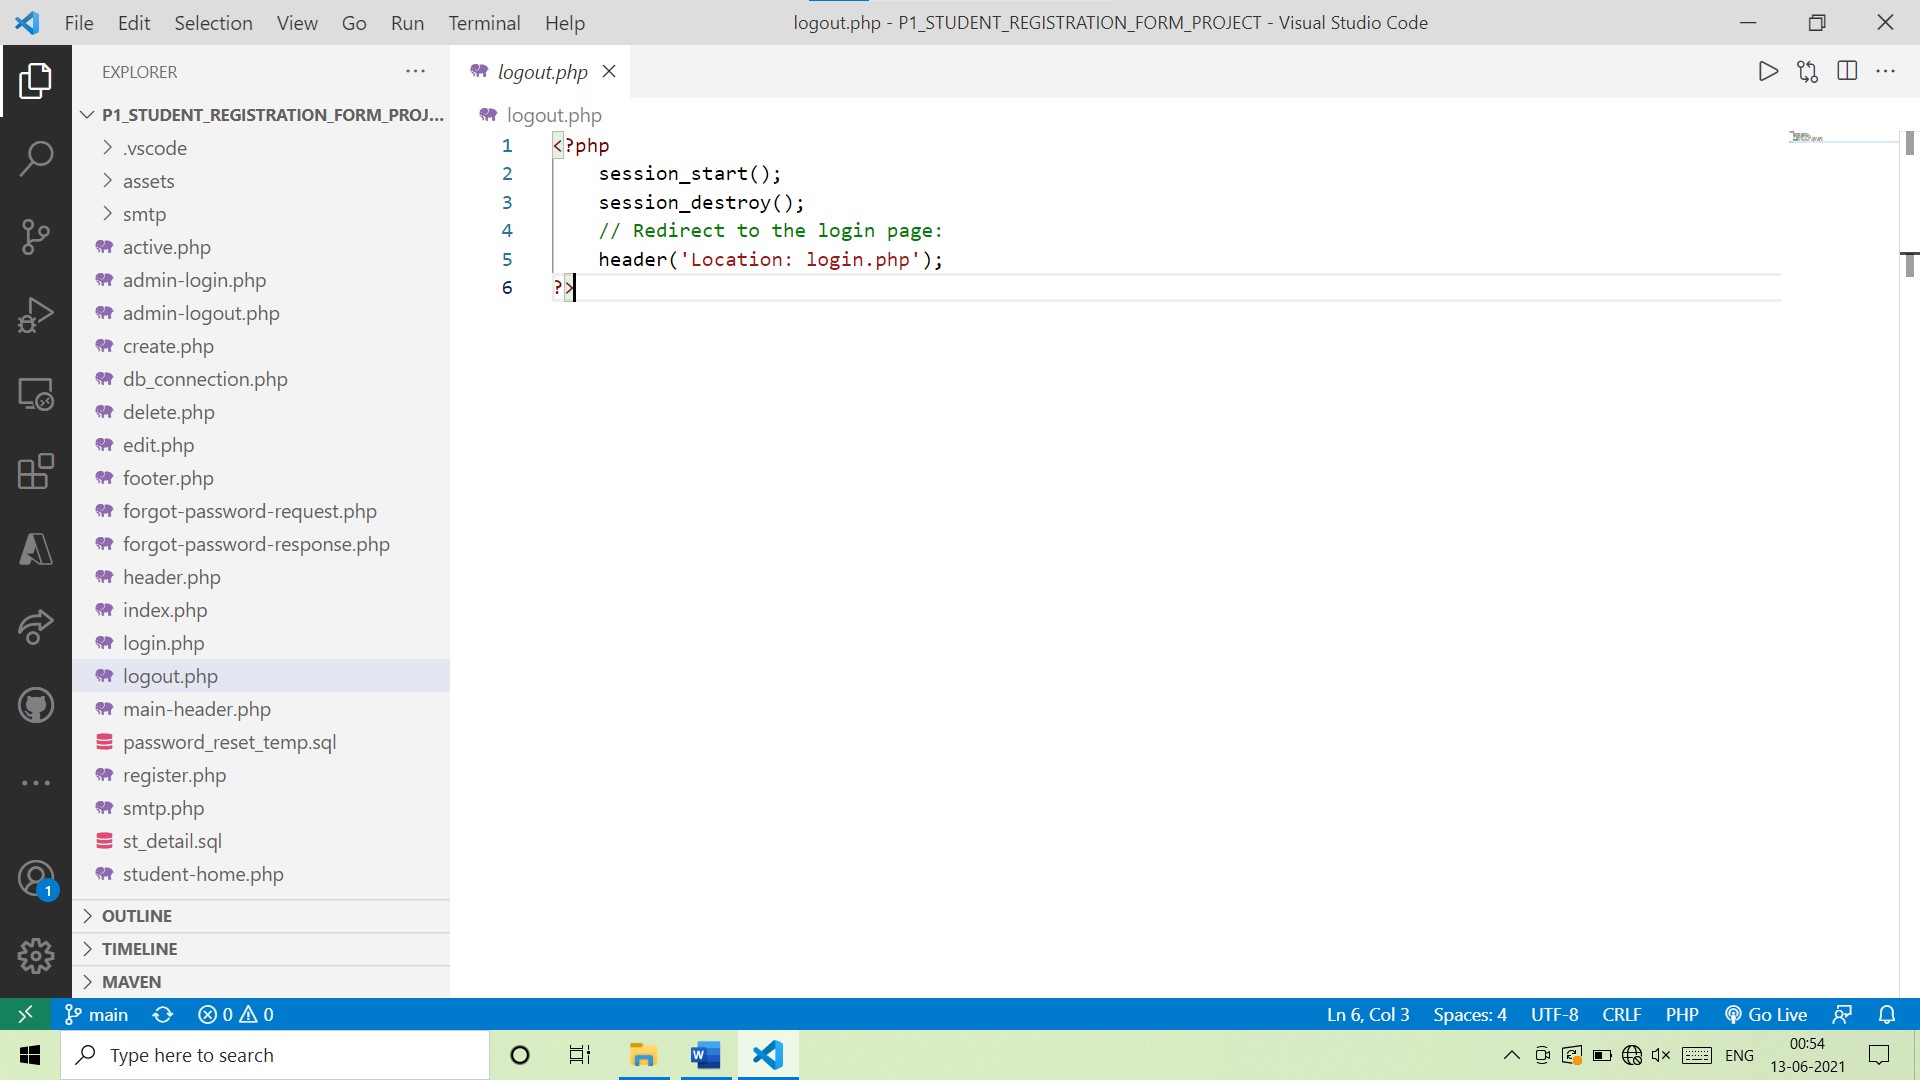 File Edit Selection View Go Run Terminal Help
logout.php - P1_STUDENT_REGISTRATION_FORM_PROJECT - Visual Studio Code
EXPLORER
P1_STUDENT_REGISTRATION_FORM_PROJ...
.vscode
assets
smtp
active.php
admin-login.php
admin-logout.php
create.php
db_connection.php
delete.php
edit.php
footer.php
forgot-password-request.php
forgot-password-response.php
header.php
index.php
login.php
logout.php
main-header.php
password_reset_temp.sql
register.php
smtp.php
st_detail.sql
student-home.php
OUTLINE
TIMELINE
MAVEN
1
logout.php
logout.php
1 <?php
2 session_start();
3 session_destroy();
4 // Redirect to the login page:
5 header('Location: login.php');
6 ?>
main 0 0
Ln 6, Col 3 Spaces: 4 UTF-8 CRLF PHP Go Live
Type here to search
W
ENG
00:54
13-06-2021